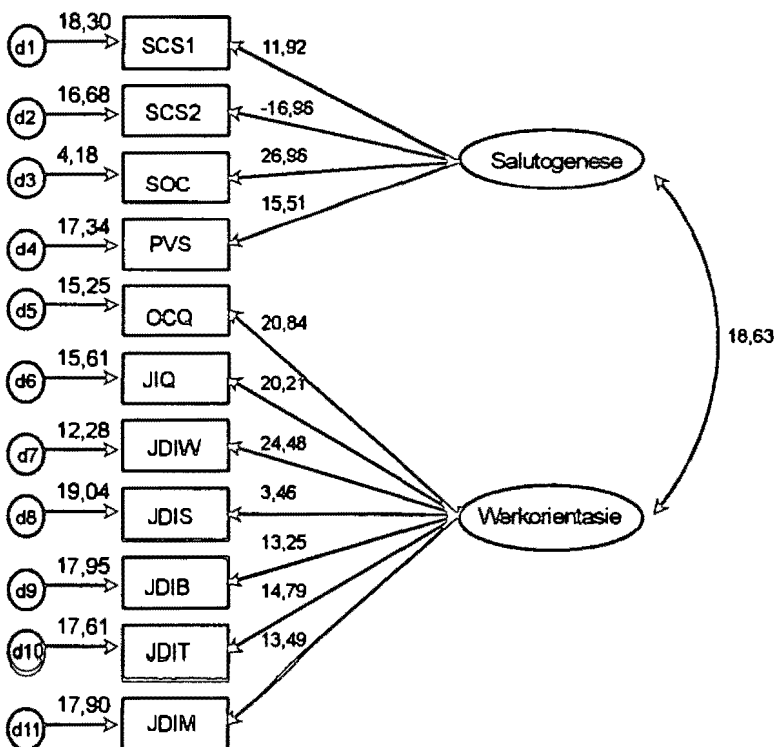 18,30
d1 SCS1 11,92
16,68
d2 SCS2 -16,96
4,18
d3 SOC 26,96
Salutogenese
15,51
17,34
d4 PVS
15,25
d5 OCQ 20,84
18,63
15,61
d6 JIQ 20,21
12,28
d7 JDIW 24,48
19,04
d8 JDIS 3,46
Werkorientasie
17,95
d9 JDIB 13,25
17,61
d10 JDIT 14,79
13,49
17,90
d11 JDIM